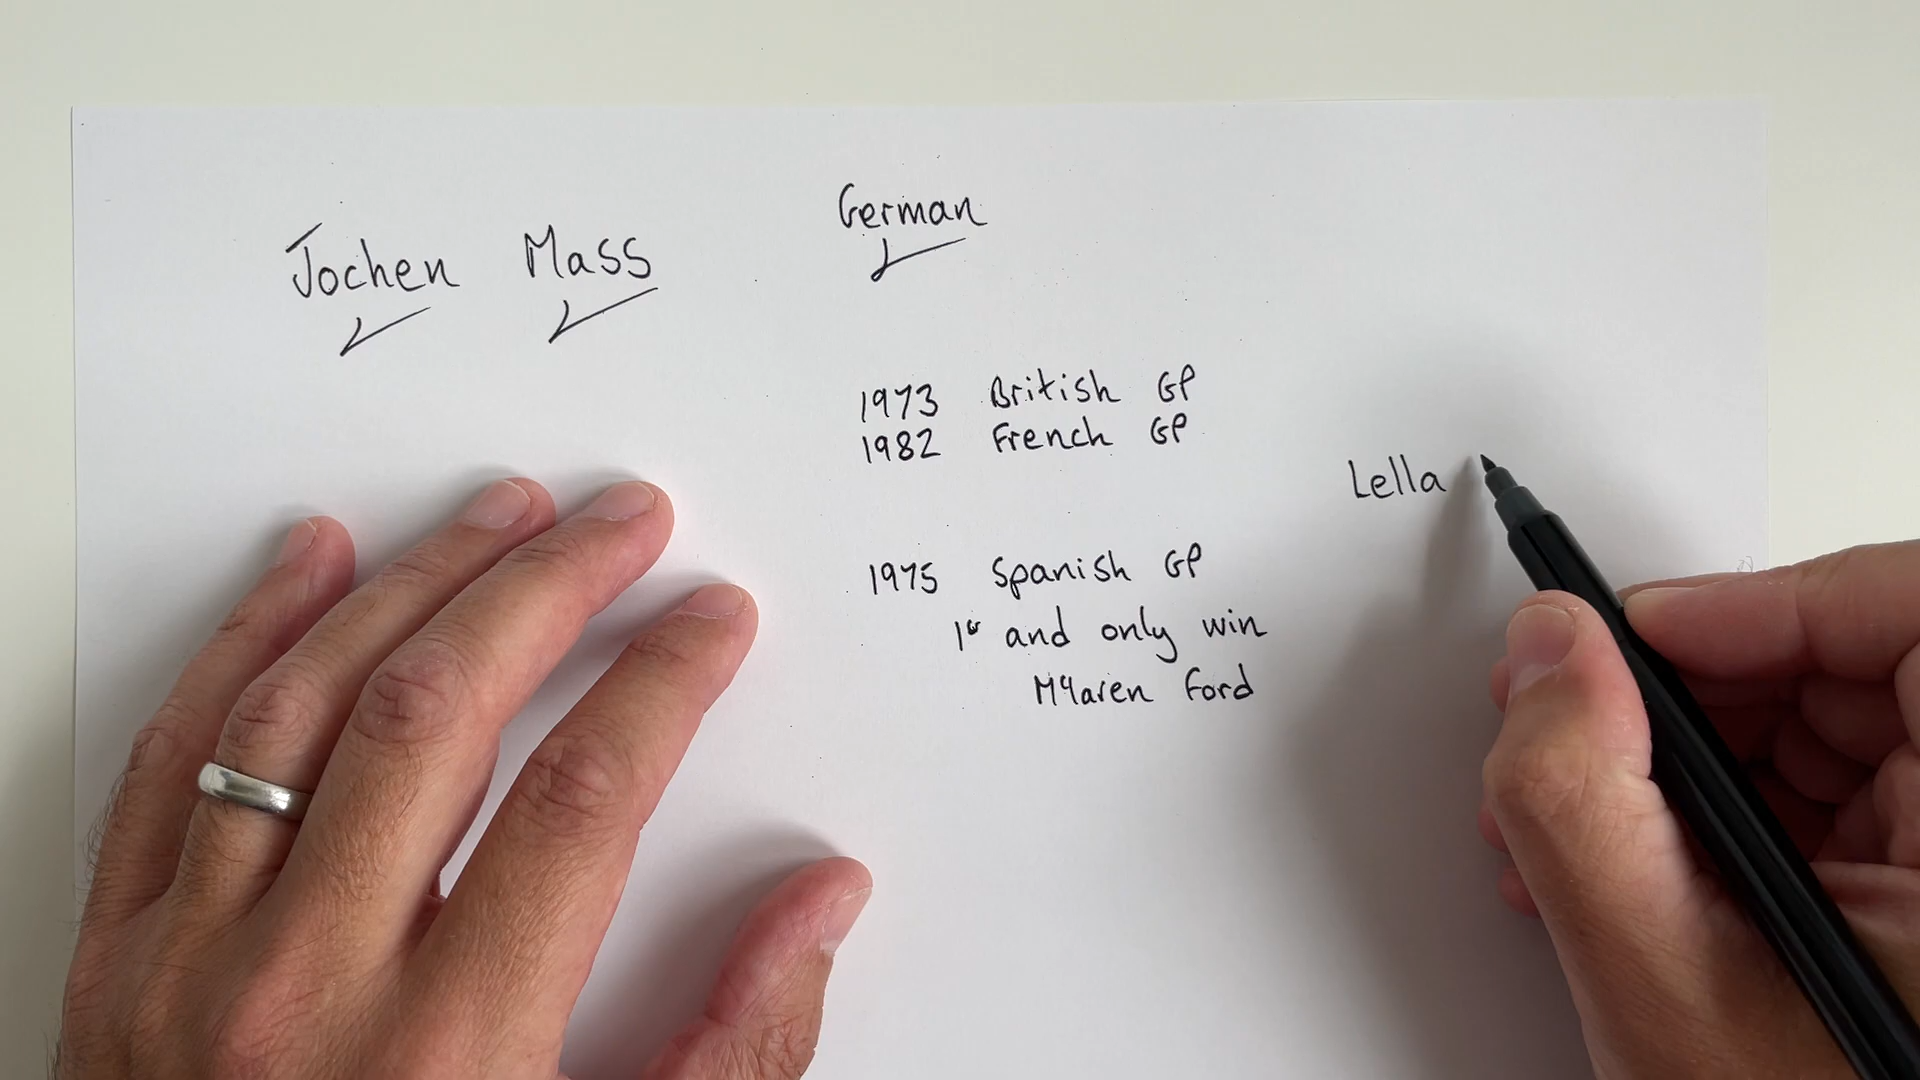 Jochen Mass
German
1973 British GP
1982 French GP
Lella
1975 Spanish GP
1st and only win
McLaren Ford